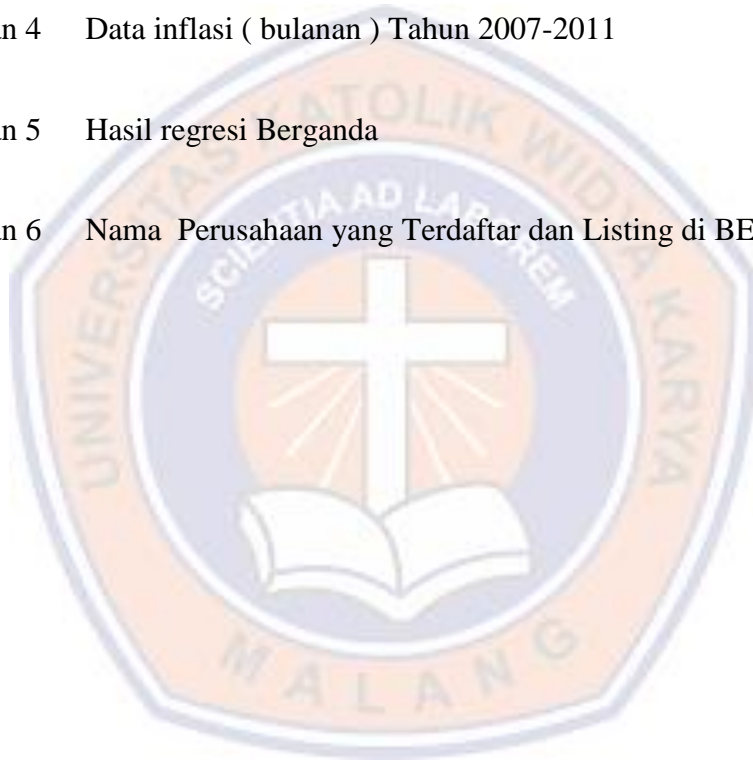 an 4 Data inflasi ( bulanan ) Tahun 2007-2011
an 5 Hasil regresi Berganda
an 6 Nama Perusahaan yang Terdaftar dan Listing di BE
UNIVERSITAS KATOLIK WIDYA KARYA
SCIENTIA AD LABOREM
MALANG